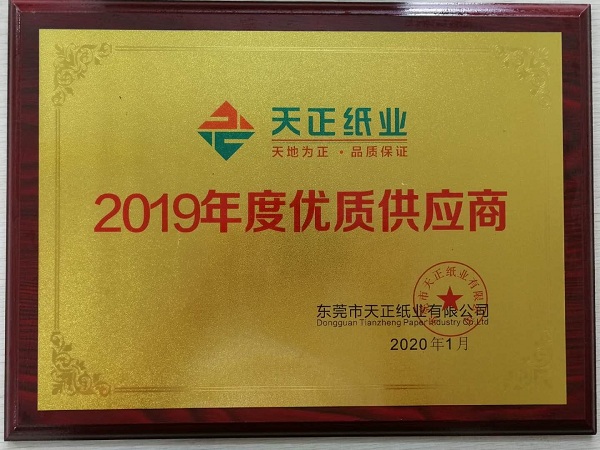 天正纸业
天地为正·品质保证
2019年度优质供应商
东莞市天正纸业有限公司
Dongguan Tianzheng Paper Industry Co Ltd
2020年1月